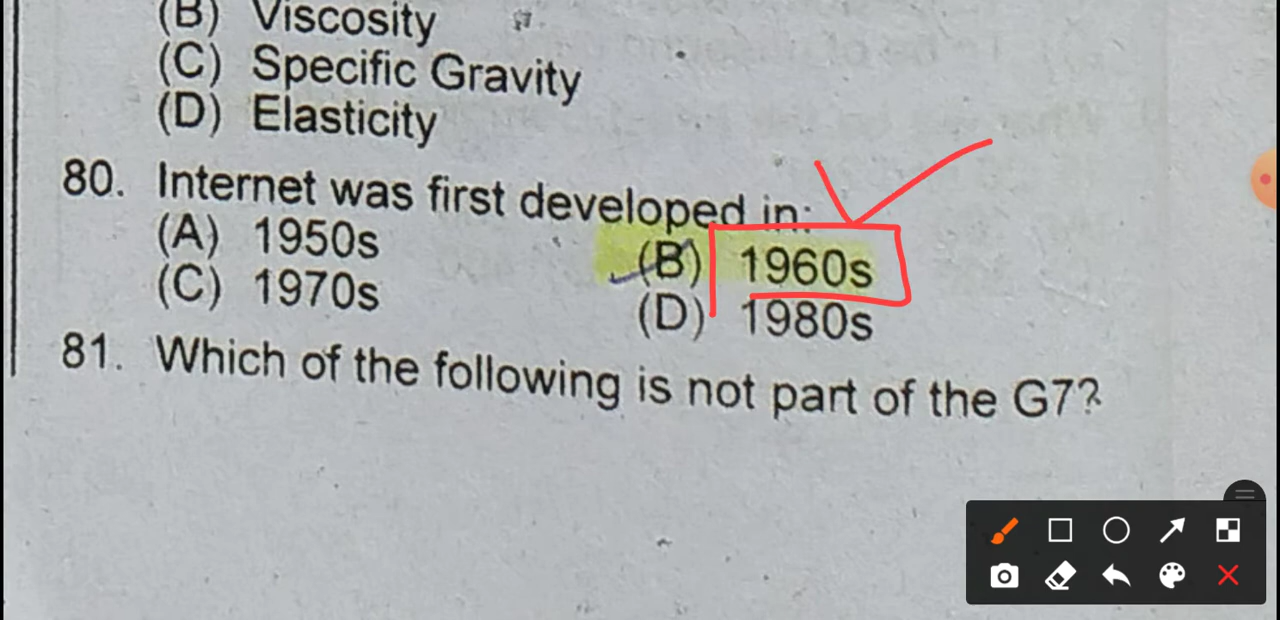 (B) Viscosity
(C) Specific Gravity
(D) Elasticity
80. Internet was first developed in:
(A) 1950s (B) 1960s
(C) 1970s (D) 1980s
81. Which of the following is not part of the G7?